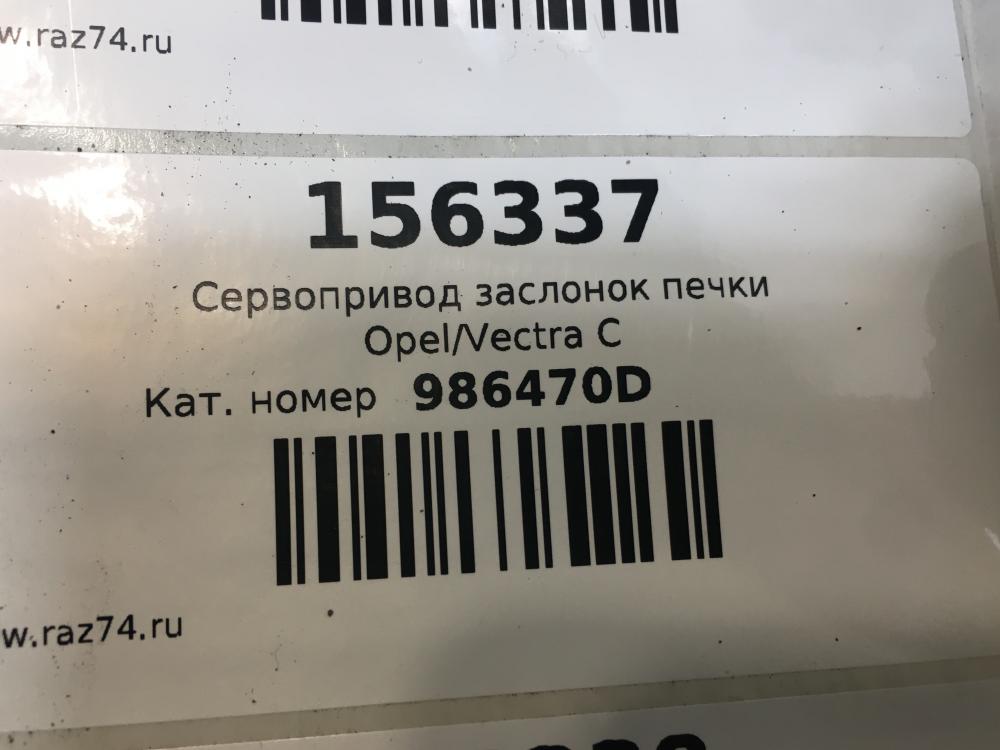 w.raz74.ru
156337
Сервопривод заслонок печки
Opel/Vectra C
Кат. номер 986470D
w.raz74.ru